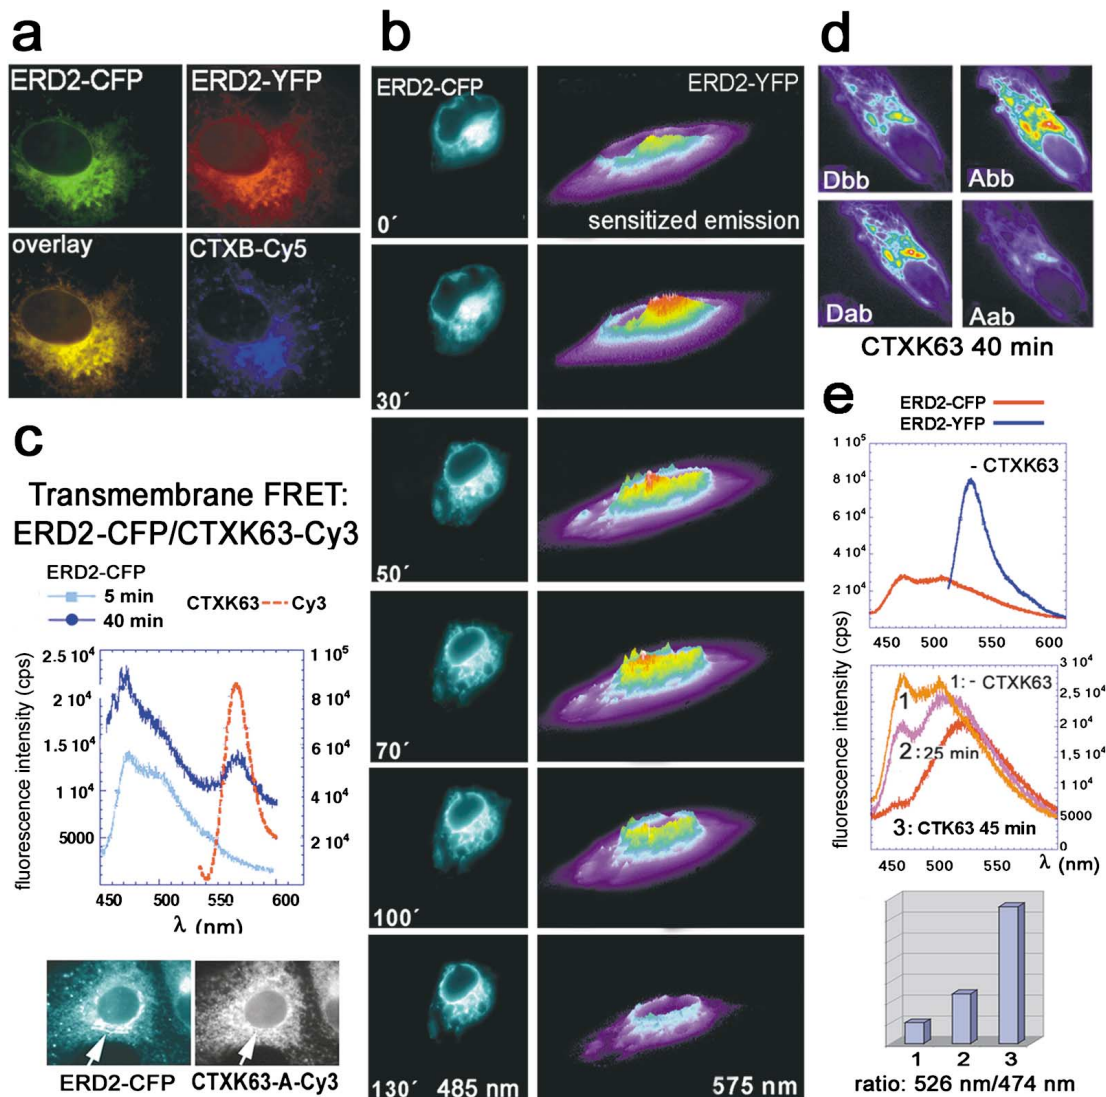 a
ERD2-CFP
ERD2-YFP
overlay
CTXB-Cy5
b
ERD2-CFP
ERD2-YFP
0´
sensitized emission
30´
50´
70´
100´
130´
485 nm
575 nm
c
Transmembrane FRET:
ERD2-CFP/CTXK63-Cy3
ERD2-CFP
5 min
40 min
CTXK63
Cy3
fluorescence intensity (cps)
2.5 10⁴
2 10⁴
1.5 10⁴
1 10⁴
5000
1 10⁵
8 10⁴
6 10⁴
4 10⁴
2 10⁴
450 500 550 600
λ (nm)
ERD2-CFP
CTXK63-A-Cy3
d
Dbb
Abb
Dab
Aab
CTXK63 40 min
e
ERD2-CFP
ERD2-YFP
- CTXK63
1 10⁵
8 10⁴
6 10⁴
4 10⁴
2 10⁴
450 500 550 600
fluorescence intensity (cps)
1
1:- CTXK63
2:25 min
3: CTK63 45 min
3 10⁴
2,5 10⁴
2 10⁴
1.5 10⁴
1 10⁴
5000
0
450 500 550
λ (nm)
1 2 3
ratio: 526 nm/474 nm